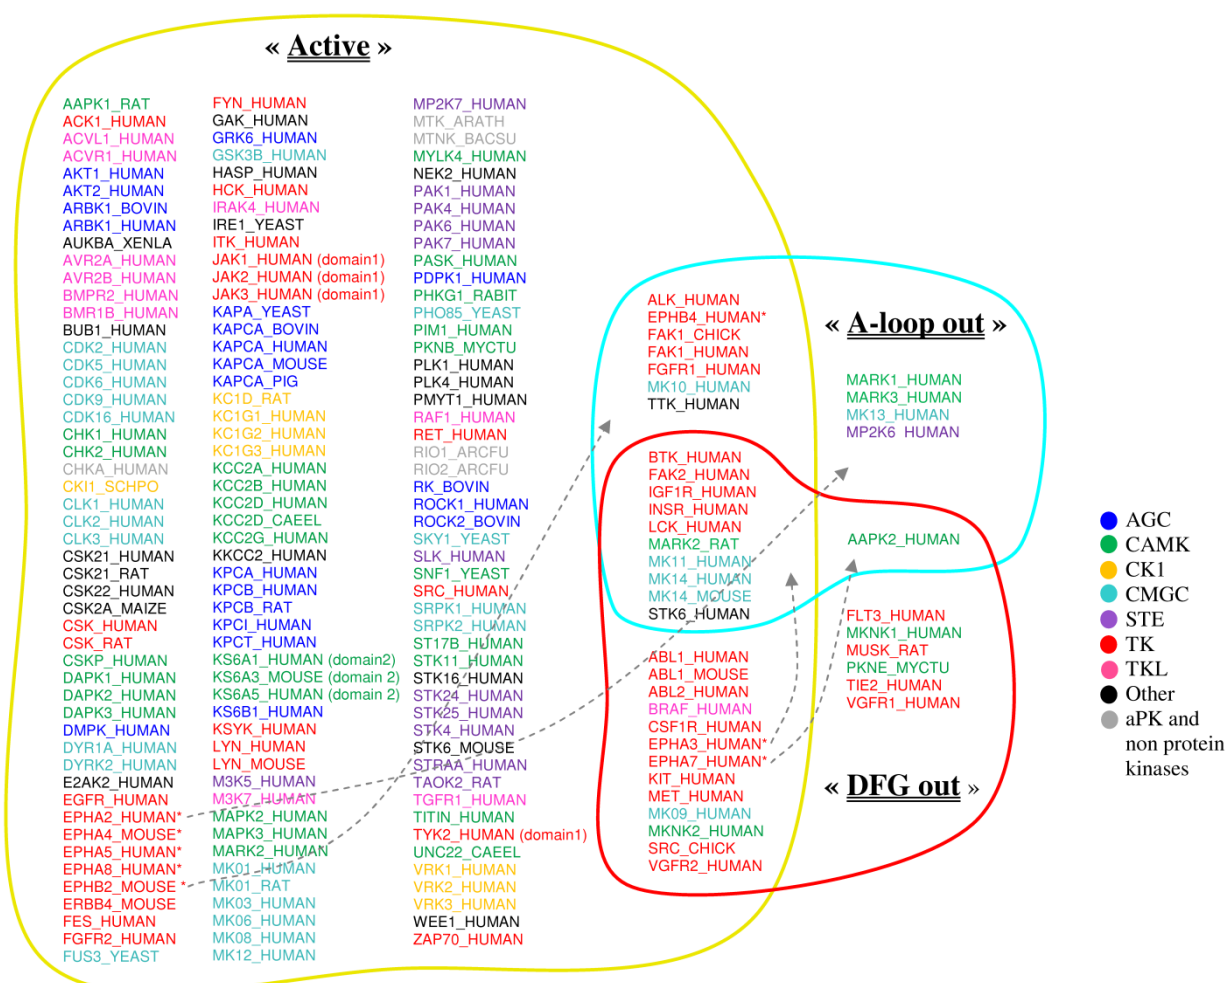 « Active »
AAPK1_RAT
ACK1_HUMAN
ACVL1_HUMAN
ACVR1_HUMAN
AKT1_HUMAN
AKT2_HUMAN
ARBK1_BOVIN
ARBK1_HUMAN
AUKBA_XENLA
AVR2A_HUMAN
AVR2B_HUMAN
BMPR2_HUMAN
BMR1B_HUMAN
BUB1_HUMAN
CDK2_HUMAN
CDK5_HUMAN
CDK6_HUMAN
CDK9_HUMAN
CDK16_HUMAN
CHK1_HUMAN
CHK2_HUMAN
CHKA_HUMAN
CKI1_SCHPO
CLK1_HUMAN
CLK2_HUMAN
CLK3_HUMAN
CSK21_HUMAN
CSK21_RAT
CSK22_HUMAN
CSK2A_MAIZE
CSK_HUMAN
CSK_RAT
CSKP_HUMAN
DAPK1_HUMAN
DAPK2_HUMAN
DAPK3_HUMAN
DMPK_HUMAN
DYR1A_HUMAN
DYRK2_HUMAN
E2AK2_HUMAN
EGFR_HUMAN
EPHA2_HUMAN*
EPHA4_MOUSE*
EPHA5_HUMAN*
EPHA8_HUMAN*
EPHB2_MOUSE *
ERBB4_MOUSE
FES_HUMAN
FGFR2_HUMAN
FUS3_YEAST
FYN_HUMAN
GAK_HUMAN
GRK6_HUMAN
GSK3B_HUMAN
HASP_HUMAN
HCK_HUMAN
IRAK4_HUMAN
IRE1_YEAST
ITK_HUMAN
JAK1_HUMAN (domain1)
JAK2_HUMAN (domain1)
JAK3_HUMAN (domain1)
KAPA_YEAST
KAPCA_BOVIN
KAPCA_HUMAN
KAPCA_MOUSE
KAPCA_PIG
KC1D_RAT
KC1G1_HUMAN
KC1G2_HUMAN
KC1G3_HUMAN
KCC2A_HUMAN
KCC2B_HUMAN
KCC2D_HUMAN
KCC2D_CAEEL
KCC2G_HUMAN
KKCC2_HUMAN
KPCA_HUMAN
KPCB_HUMAN
KPCB_RAT
KPCI_HUMAN
KPCT_HUMAN
KS6A1_HUMAN (domain2)
KS6A3_MOUSE (domain 2)
KS6A5_HUMAN (domain 2)
KS6B1_HUMAN
KSYK_HUMAN
LYN_HUMAN
LYN_MOUSE
M3K5_HUMAN
M3K7_HUMAN
MAPK2_HUMAN
MAPK3_HUMAN
MARK2_HUMAN
MK01_HUMAN
MK01_RAT
MK03_HUMAN
MK06_HUMAN
MK08_HUMAN
MK12_HUMAN
MP2K7_HUMAN
MTK_ARATH
MTNK_BACSU
MYLK4_HUMAN
NEK2_HUMAN
PAK1_HUMAN
PAK4_HUMAN
PAK6_HUMAN
PAK7_HUMAN
PASK_HUMAN
PDPK1_HUMAN
PHKG1_RABIT
PHO85_YEAST
PIM1_HUMAN
PKNB_MYCTU
PLK1_HUMAN
PLK4_HUMAN
PMYT1_HUMAN
RAF1_HUMAN
RET_HUMAN
RIO1_ARCFU
RIO2_ARCFU
RK_BOVIN
ROCK1_HUMAN
ROCK2_BOVIN
SKY1_YEAST
SLK_HUMAN
SNF1_YEAST
SRC_HUMAN
SRPK1_HUMAN
SRPK2_HUMAN
ST17B_HUMAN
STK11_HUMAN
STK16_HUMAN
STK24_HUMAN
STK25_HUMAN
STK4_HUMAN
STK6_MOUSE
STRAA_HUMAN
TAOK2_RAT
TGFR1_HUMAN
TITIN_HUMAN
TYK2_HUMAN (domain1)
UNC22_CAEEL
VRK1_HUMAN
VRK2_HUMAN
VRK3_HUMAN
WEE1_HUMAN
ZAP70_HUMAN
ALK_HUMAN
EPHB4_HUMAN*
FAK1_CHICK
FAK1_HUMAN
FGFR1_HUMAN
MK10_HUMAN
TTK_HUMAN
BTK_HUMAN
FAK2_HUMAN
IGF1R_HUMAN
INSR_HUMAN
LCK_HUMAN
MARK2_RAT
MK11_HUMAN
MK14_HUMAN
MK14_MOUSE
STK6_HUMAN
ABL1_HUMAN
ABL1_MOUSE
ABL2_HUMAN
BRAF_HUMAN
CSF1R_HUMAN
EPHA3_HUMAN*
EPHA7_HUMAN*
KIT_HUMAN
MET_HUMAN
MK09_HUMAN
MKNK2_HUMAN
SRC_CHICK
VGFR2_HUMAN
« A-loop out »
MARK1_HUMAN
MARK3_HUMAN
MK13_HUMAN
MP2K6 HUMAN
AAPK2_HUMAN
FLT3_HUMAN
MKNK1_HUMAN
MUSK_RAT
PKNE_MYCTU
TIE2_HUMAN
VGFR1_HUMAN
« DFG out »
AGC
CAMK
CK1
CMGC
STE
TK
TKL
Other
aPK and
non protein
kinases